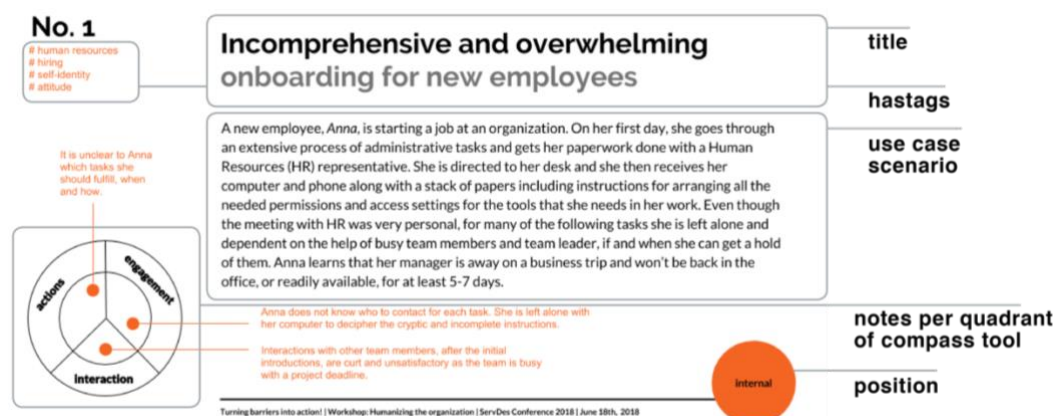 No. 1
# human resources
# hiring
# self-identity
# attitude
Incomprehensive and overwhelming
onboarding for new employees
title
hastags
A new employee, Anna, is starting a job at an organization. On her first day, she goes through
an extensive process of administrative tasks and gets her paperwork done with a Human
Resources (HR) representative. She is directed to her desk and she then receives her
computer and phone along with a stack of papers including instructions for arranging all the
needed permissions and access settings for the tools that she needs in her work. Even though
the meeting with HR was very personal, for many of the following tasks she is left alone and
dependent on the help of busy team members and team leader, if and when she can get a hold
of them. Anna learns that her manager is away on a business trip and won't be back in the
office, or readily available, for at least 5-7 days.
use case
scenario
It is unclear to Anna
which tasks she
should fulfill, when
and how.
actions
engagement
interaction
Anna does not know who to contact for each task. She is left alone with
her computer to decipher the cryptic and incomplete instructions.
Interactions with other team members, after the initial
introductions, are curt and unsatisfactory as the team is busy
with a project deadline.
notes per quadrant
of compass tool
internal
position
Turning barriers into action! | Workshop: Humanizing the organization | ServDes Conference 2018 | June 18th, 2018